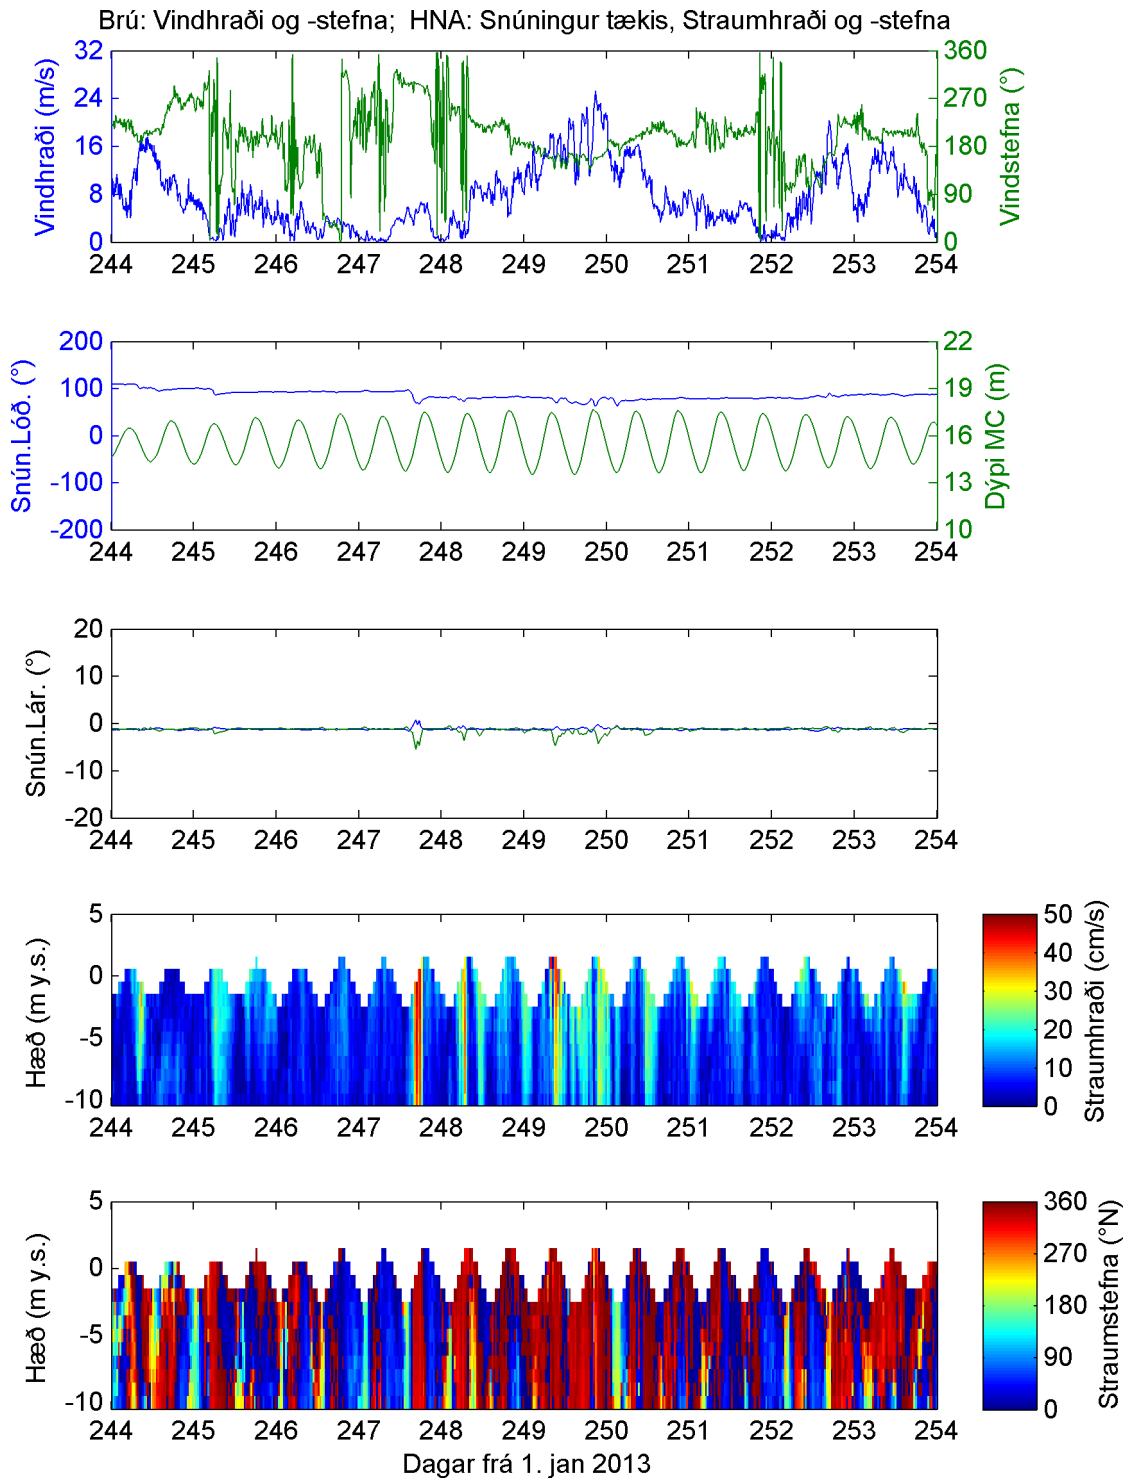 Brú: Vindhraði og -stefna;  HNA: Snúningur tækis, Straumhraði og -stefna
Vindhraði (m/s)
32
24
16
8
0
360
270
180
90
0
Vindstefna (°)
244 245 246 247 248 249 250 251 252 253 254
Snún.Lóð. (°)
200
100
0
-100
-200
22
19
16
13
10
Dýpi MC (m)
244 245 246 247 248 249 250 251 252 253 254
Snún.Lár. (°)
20
10
0
-10
-20
244 245 246 247 248 249 250 251 252 253 254
Hæð (m y.s.)
5
0
-5
-10
244 245 246 247 248 249 250 251 252 253 254
50
40
30
20
10
0
Straumhraði (cm/s)
Hæð (m y.s.)
5
0
-5
-10
244 245 246 247 248 249 250 251 252 253 254
360
270
180
90
0
Straumstefna (°N)
Dagar frá 1. jan 2013